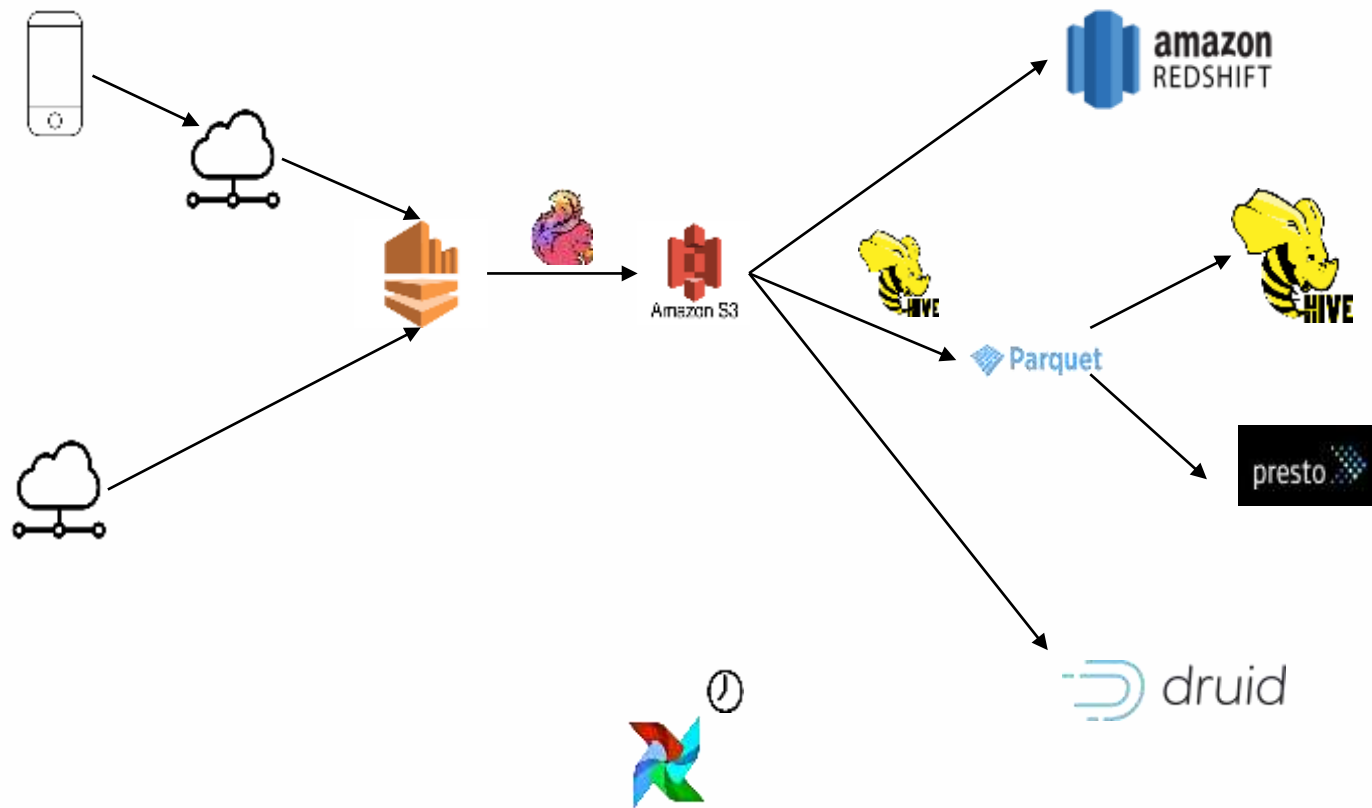 amazon
REDSHIFT
Amazon S3
HIVE
HIVE
Parquet
presto
druid